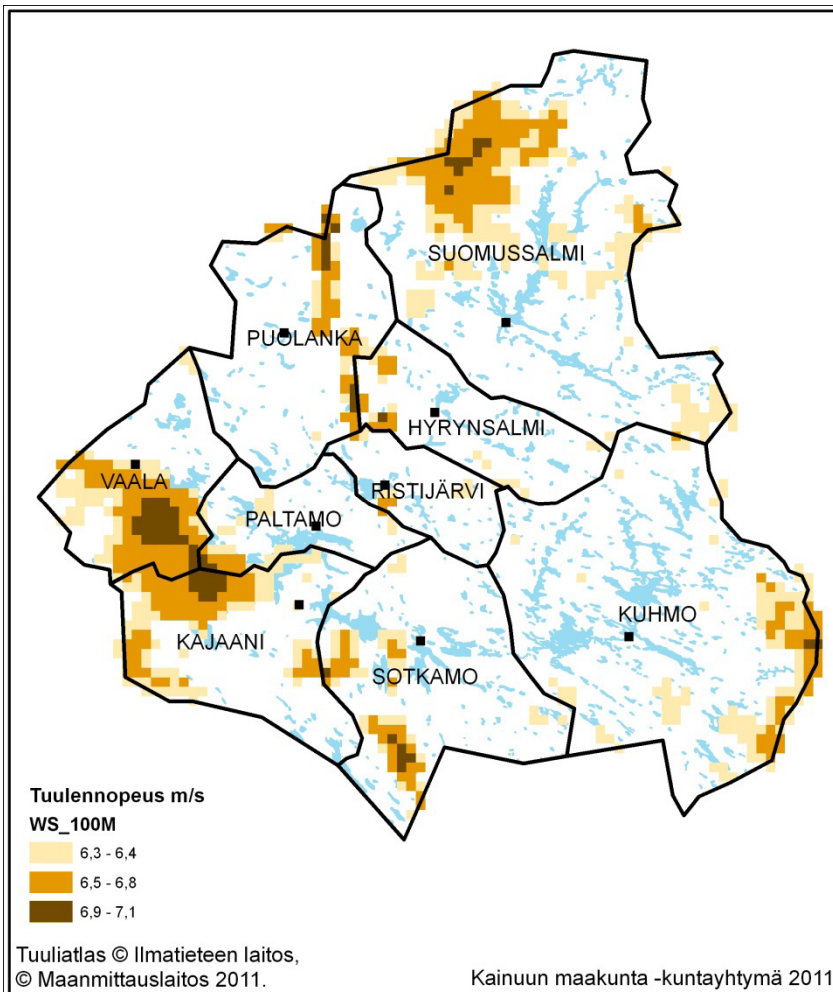 SUOMUSSALMI
PUOLANKA
HYRYNSALMI
VAALA
RISTIJÄRVI
PALTAMO
KUHMO
KAJAANI
SOTKAMO
Tuulennopeus m/s
WS_100M
6,3 - 6,4
6,5 - 6,8
6,9 - 7,1
Tuuliatlas © Ilmatieteen laitos,
© Maanmittauslaitos 2011.
Kainuun maakunta -kuntayhtymä 2011